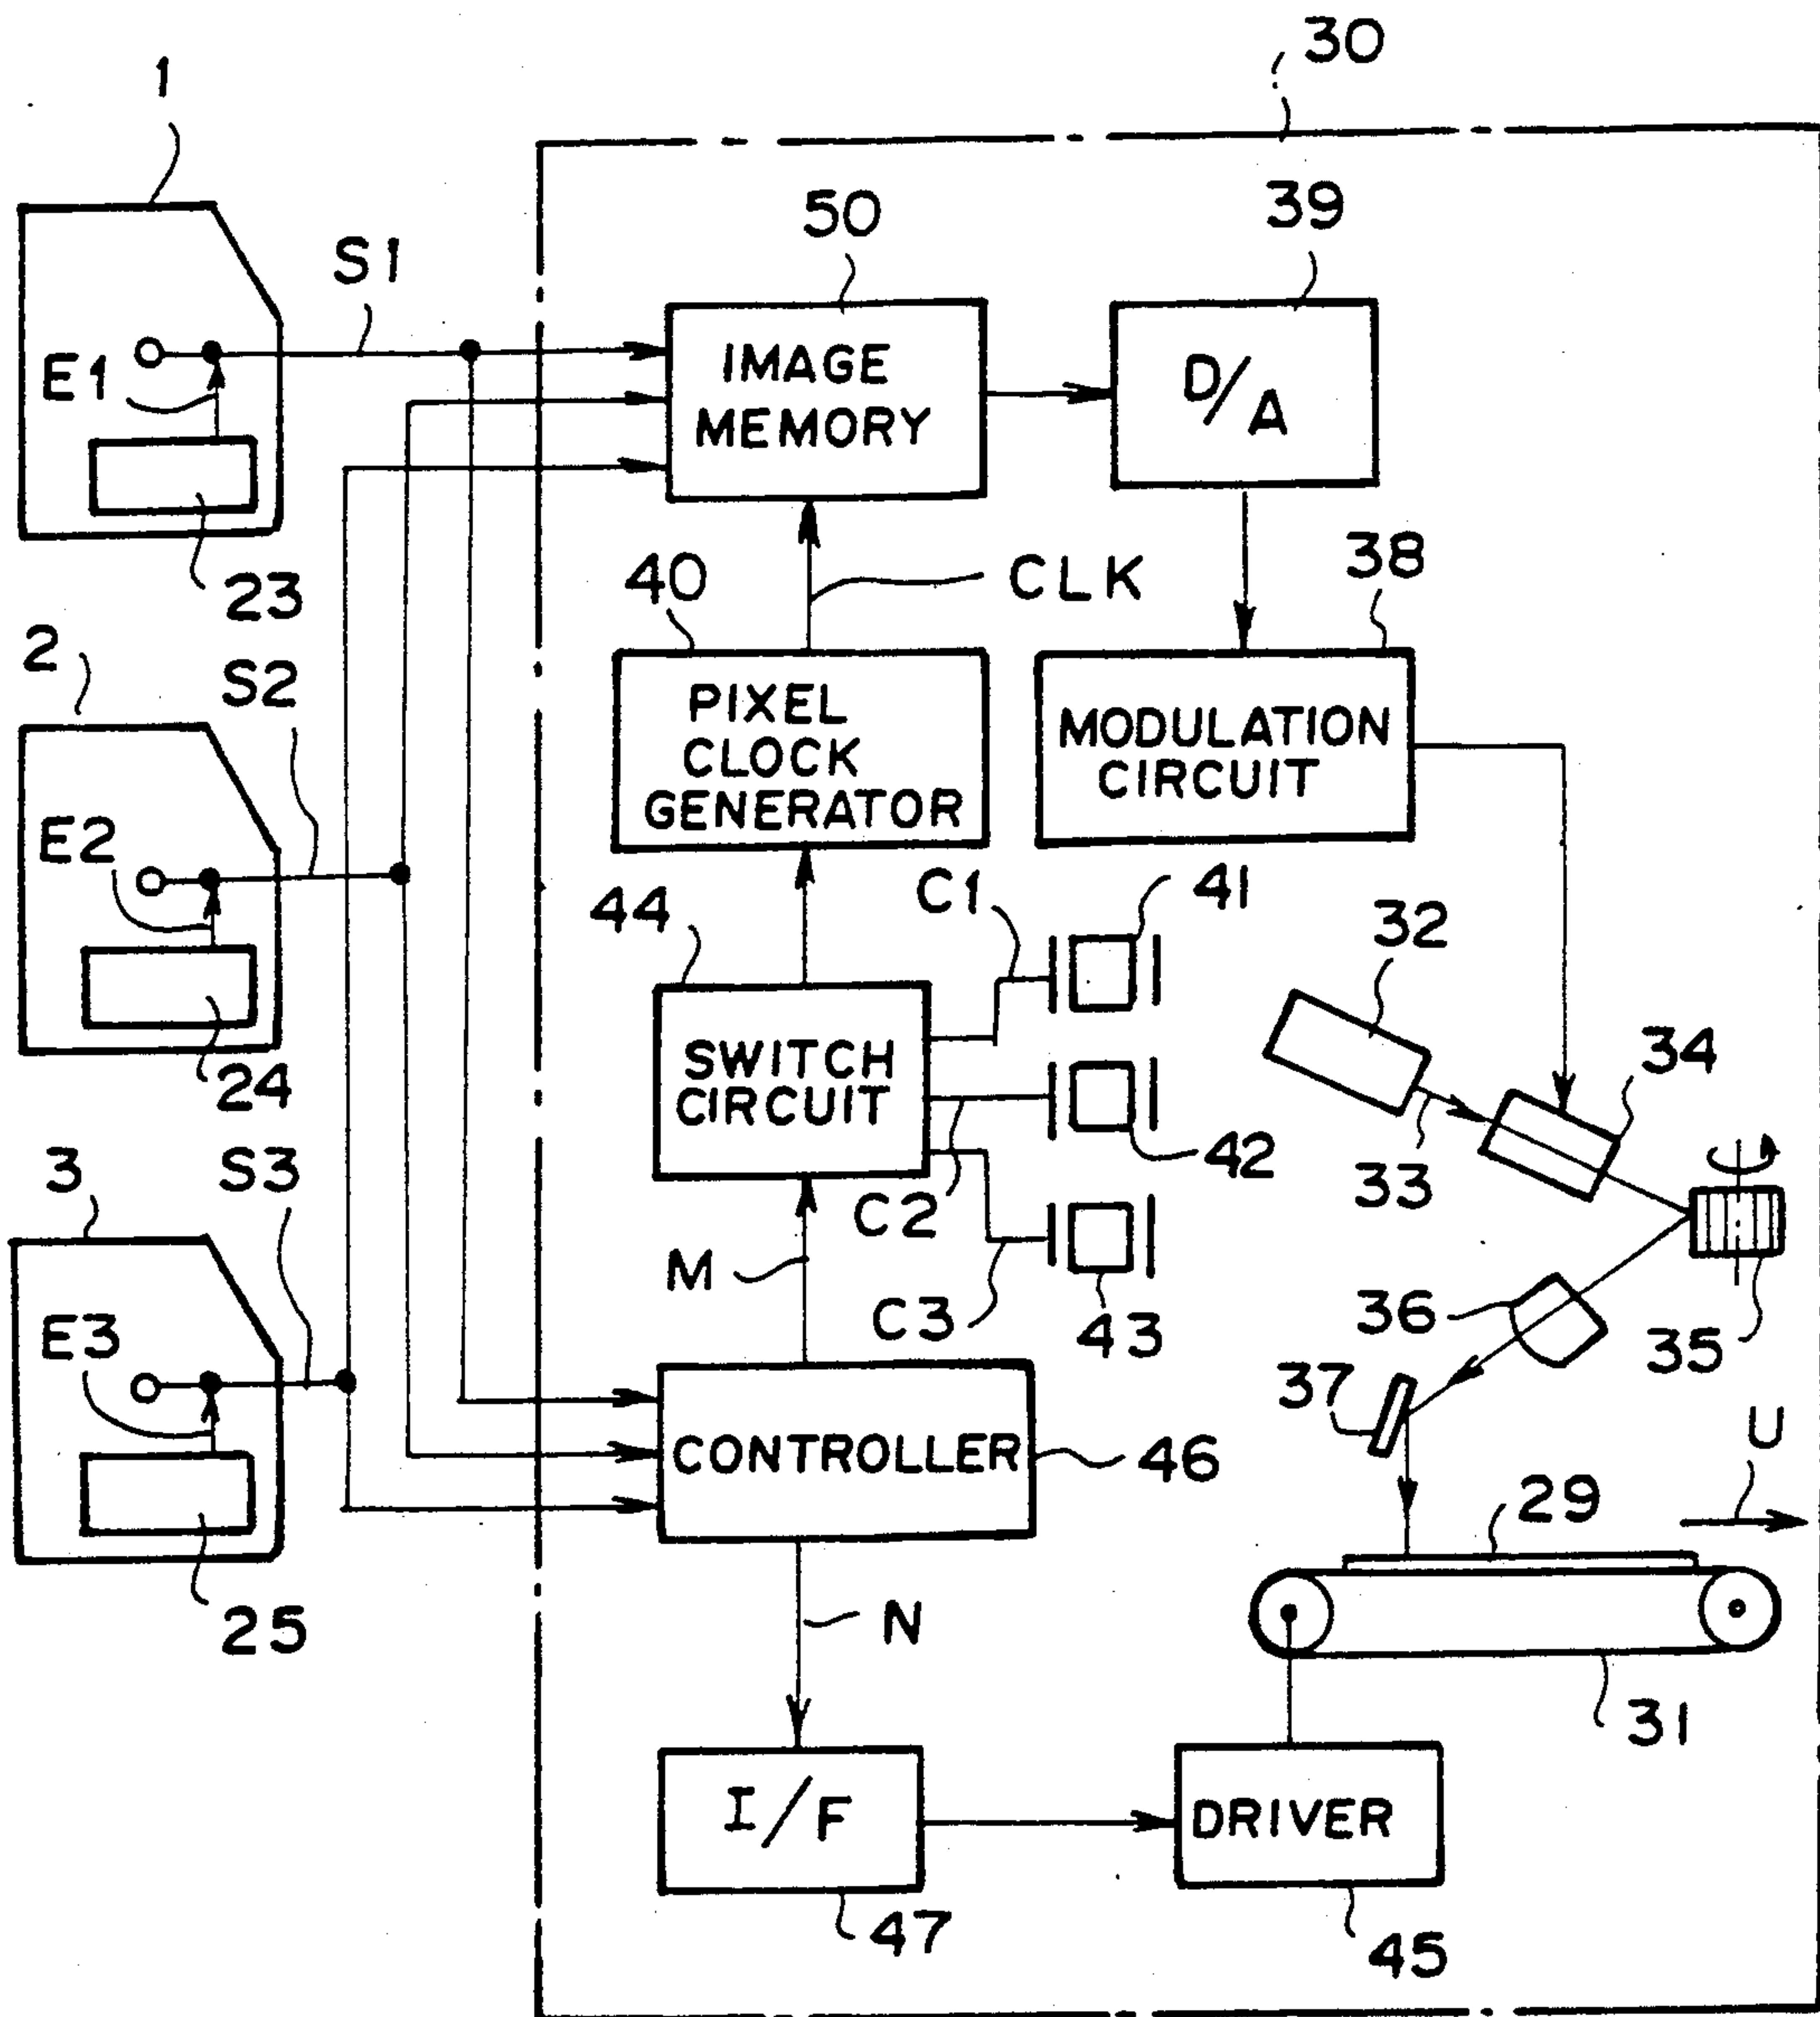 30
1
50
39
S1
E1
IMAGE
MEMORY
D/A
23
40
CLK
38
2
S2
PIXEL
CLOCK
GENERATOR
MODULATION
CIRCUIT
E2
44
C1
41
32
24
SWITCH
CIRCUIT
34
42
33
3
S3
C2
M
C3
43
36
35
E3
37
CONTROLLER
46
U
29
25
N
31
I/F
DRIVER
47
45